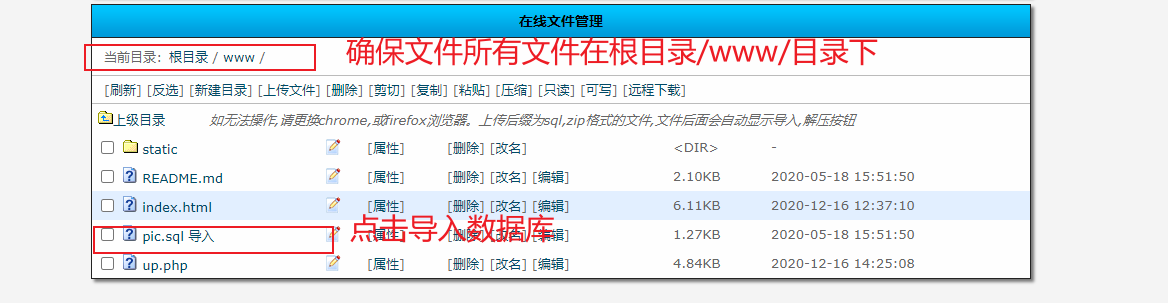 在线文件管理
当前目录: 根目录 / www /
确保文件所有文件在根目录/www/目录下
[刷新] [反选] [新建目录] [上传文件] [删除] [剪切] [复制] [粘贴] [压缩] [只读] [可写] [远程下载]
上级目录 如无法操作,请更换chrome,或firefox浏览器。上传后缀为sql,zip格式的文件,文件后面会自动显示导入,解压按钮
static [属性] [删除] [改名] <DIR> -
README.md [属性] [删除] [改名] [编辑] 2.10KB 2020-05-18 15:51:50
index.html [属性] [删除] [改名] [编辑] 6.11KB 2020-12-16 12:37:10
点击导入数据库
pic.sql 导入 [属性] [删除] [改名] [编辑] 1.27KB 2020-05-18 15:51:50
up.php [属性] [删除] [改名] [编辑] 4.84KB 2020-12-16 14:25:08